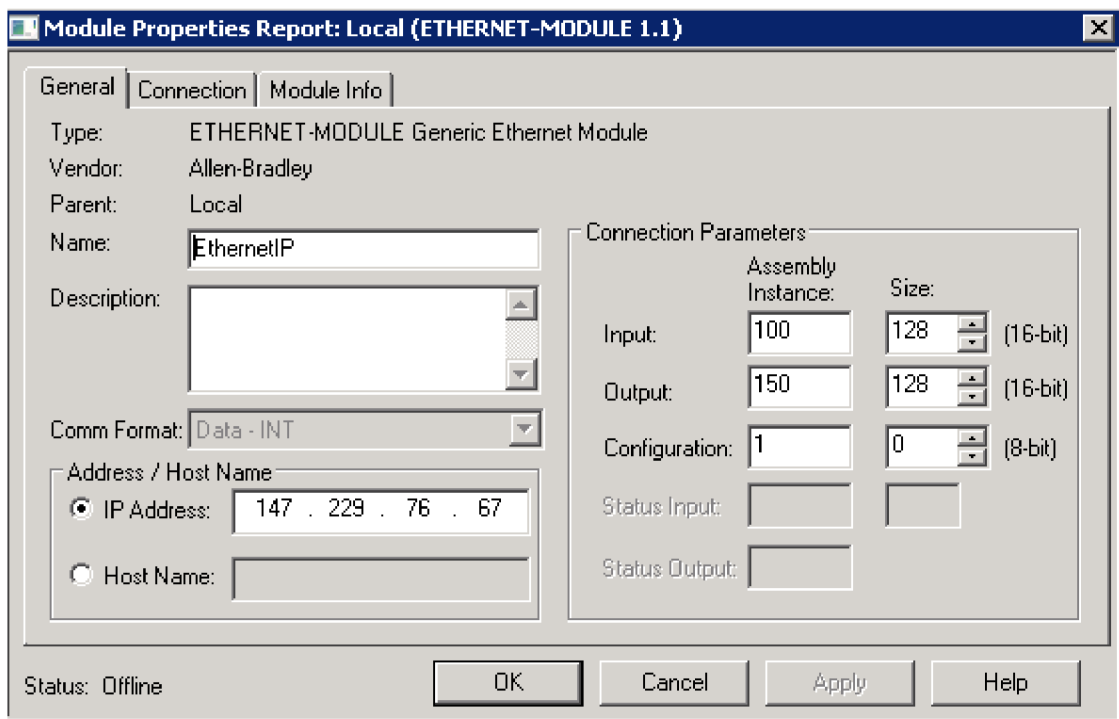 Module Properties Report: Local (ETHERNET-MODULE 1.1)
General Connection Module Info
Type: ETHERNET-MODULE Generic Ethernet Module
Vendor: Allen-Bradley
Parent: Local
Name: EthernetIP
Description:
Comm Format: Data - INT
Address / Host Name
IP Address: 147 . 229 . 76 . 67
Host Name:
Connection Parameters
Assembly
Instance: Size:
Input: 100 128 (16-bit)
Output: 150 128 (16-bit)
Configuration: 1 0 (8-bit)
Status Input:
Status Output:
Status: Offline OK Cancel Apply Help